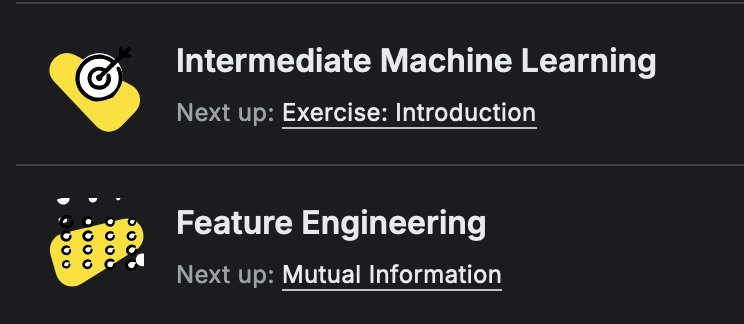 Intermediate Machine Learning
Next up: Exercise: Introduction
Feature Engineering
Next up: Mutual Information